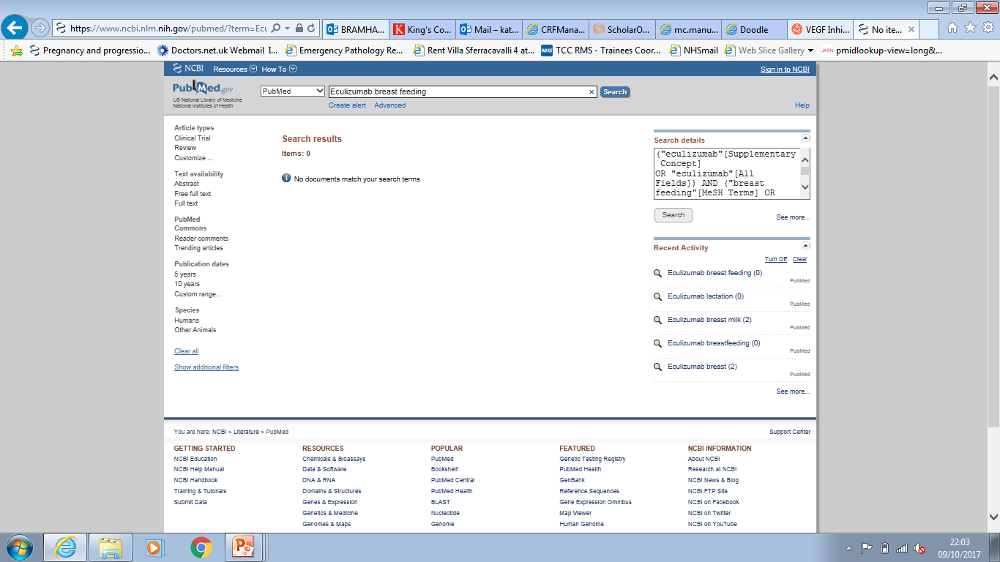 https://www.ncbi.nlm.nih.gov/pubmed/?term=Ecu
BRAMHA...
King's Co...
Mail – kat...
CRFMana...
ScholarO...
mc.manu...
Doodle
VEGF Inhi...
No ite...
Pregnancy and progressio...
Doctors.net.uk Webmail I...
Emergency Pathology Re...
Rent Villa Sferracavalli 4 at...
NHS TCC RMS - Trainees Coor...
NHSmail
Web Slice Gallery
JASN pmidlookup-view=long&...
NCBI Resources How To
Sign in to NCBI
PubMed.gov
US National Library of Medicine
National Institutes of Health
PubMed
Eculizumab breast feeding
Search
Create alert Advanced
Help
Article types
Clinical Trial
Review
Customize ...
Text availability
Abstract
Free full text
Full text
PubMed
Commons
Reader comments
Trending articles
Publication dates
5 years
10 years
Custom range...
Species
Humans
Other Animals
Clear all
Show additional filters
Search results
Items: 0
No documents match your search terms
Search details
("eculizumab"[Supplementary
Concept]
OR "eculizumab"[All
Fields]) AND ("breast
feeding"[MeSH Terms] OR
Search
See more...
Recent Activity
Turn Off Clear
Eculizumab breast feeding (0)
PubMed
Eculizumab lactation (0)
PubMed
Eculizumab breast milk (2)
PubMed
Eculizumab breastfeeding (0)
PubMed
Eculizumab breast (2)
PubMed
See more...
You are here: NCBI > Literature > PubMed
Support Center
GETTING STARTED
NCBI Education
NCBI Help Manual
NCBI Handbook
Training & Tutorials
Submit Data
RESOURCES
Chemicals & Bioassays
Data & Software
DNA & RNA
Domains & Structures
Genes & Expression
Genetics & Medicine
Genomes & Maps
POPULAR
PubMed
Bookshelf
PubMed Central
PubMed Health
BLAST
Nucleotide
Genome
FEATURED
Genetic Testing Registry
PubMed Health
GenBank
Reference Sequences
Gene Expression Omnibus
Map Viewer
Human Genome
NCBI INFORMATION
About NCBI
Research at NCBI
NCBI News & Blog
NCBI FTP Site
NCBI on Facebook
NCBI on Twitter
NCBI on YouTube
22:03
09/10/2017